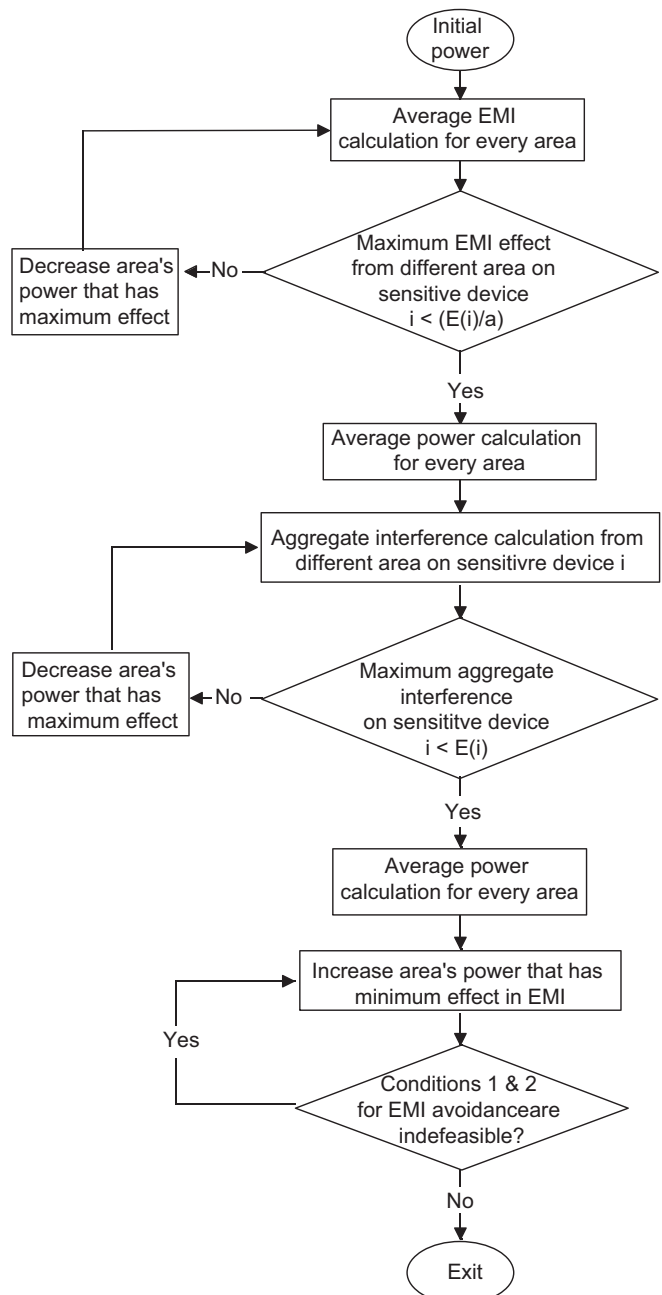 Initial
power
Average EMI
calculation for every area
Maximum EMI effect
from different area on
sensitive device
i < (E(i)/a)
No
Decrease area's
power that has
maximum effect
Yes
Average power calculation
for every area
Aggregate interference calculation from
different area on sensitivre device i
Maximum aggregate
interference
on sensititve device
i < E(i)
No
Decrease area's
power that has
maximum effect
Yes
Average power
calculation for every area
Increase area's power that has
minimum effect in EMI
Yes
Conditions 1 & 2
for EMI avoidanceare
indefeasible?
No
Exit